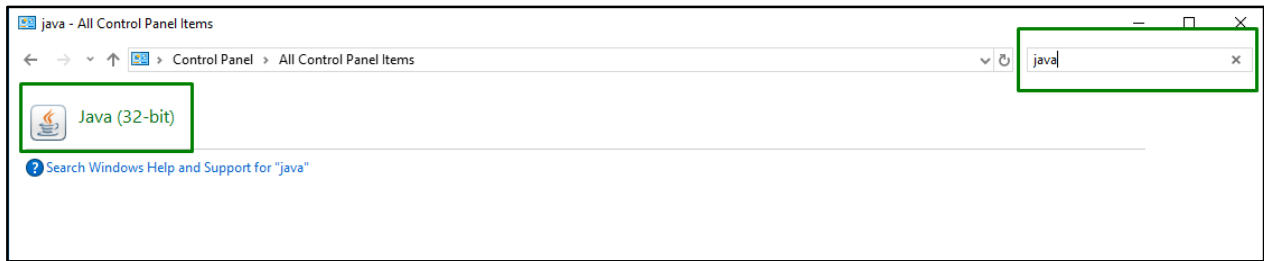 java - All Control Panel Items
Control Panel > All Control Panel Items
java
Java (32-bit)
Search Windows Help and Support for "java"